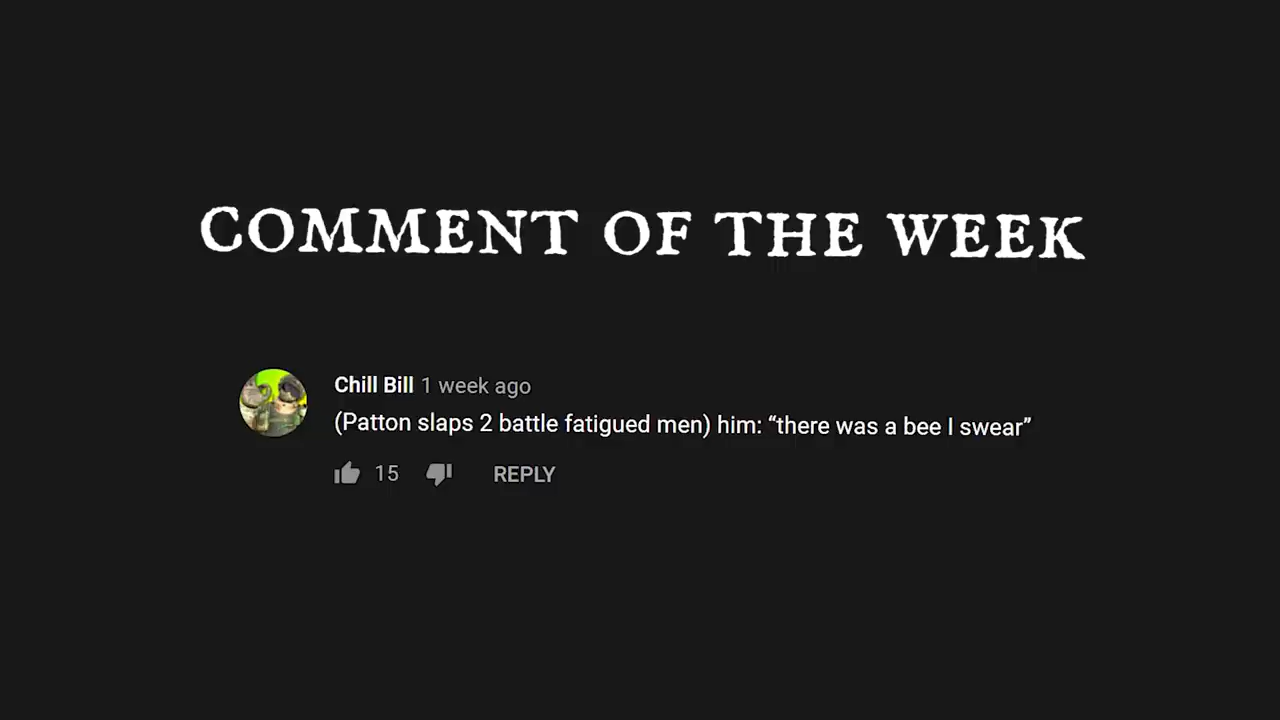 COMMENT OF THE WEEK
Chill Bill 1 week ago
(Patton slaps 2 battle fatigued men) him: “there was a bee I swear”
15 REPLY